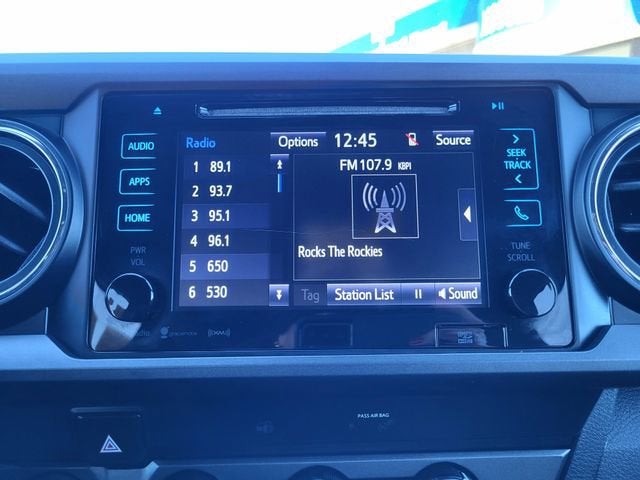 AUDIO
APPS
HOME
PWR
VOL
Radio
Options
12:45
Source
1 89.1
2 93.7
3 95.1
4 96.1
5 650
6 530
FM 107.9 KBPI
Rocks The Rockies
Tag
Station List
Sound
SEEK
TRACK
TUNE
SCROLL
PASS AIR BAG